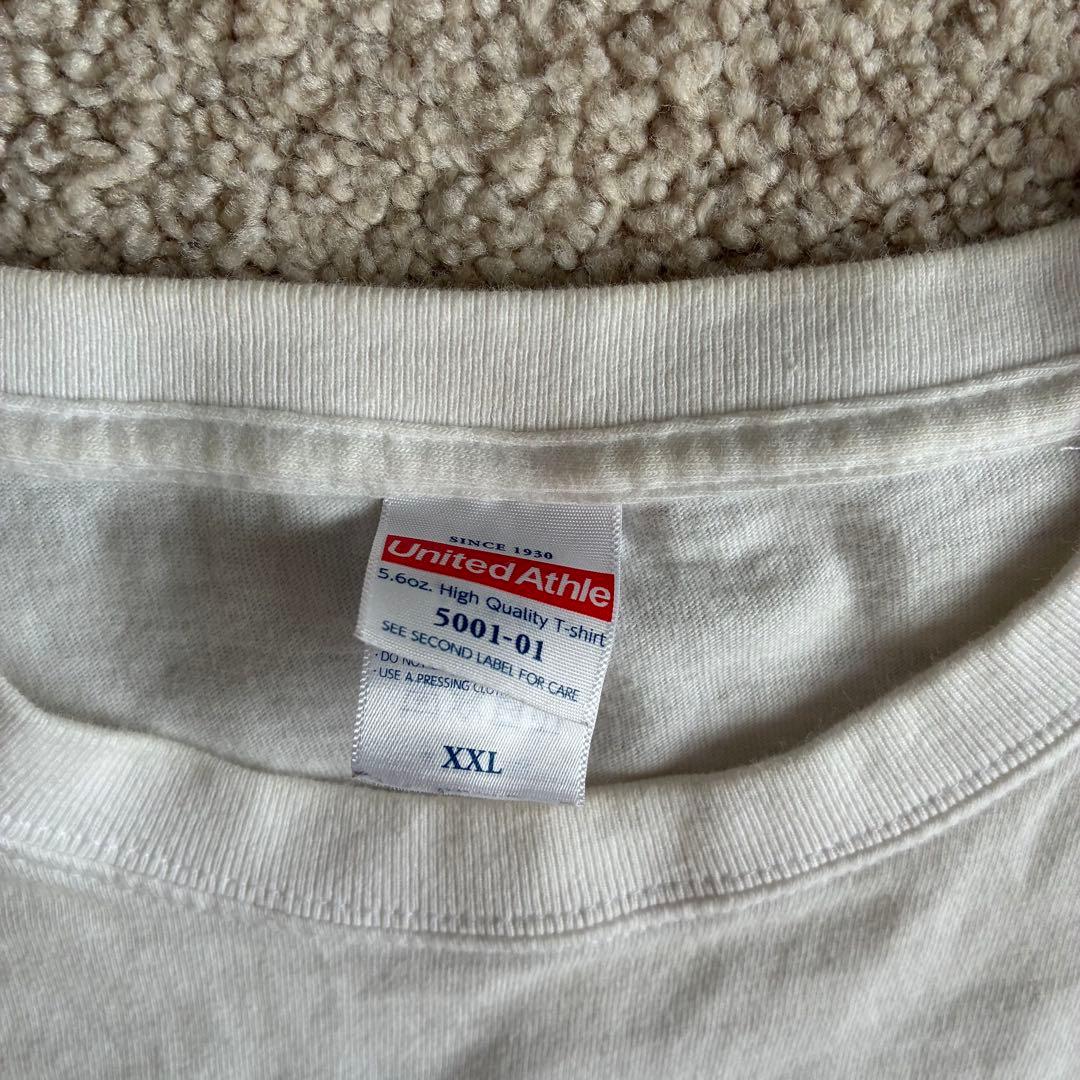 SINCE 1930
United Athle
5.6oz. High Quality T-shirt
5001-01
SEE SECOND LABEL FOR CARE
· DO
· USE A PRESSING
XXL